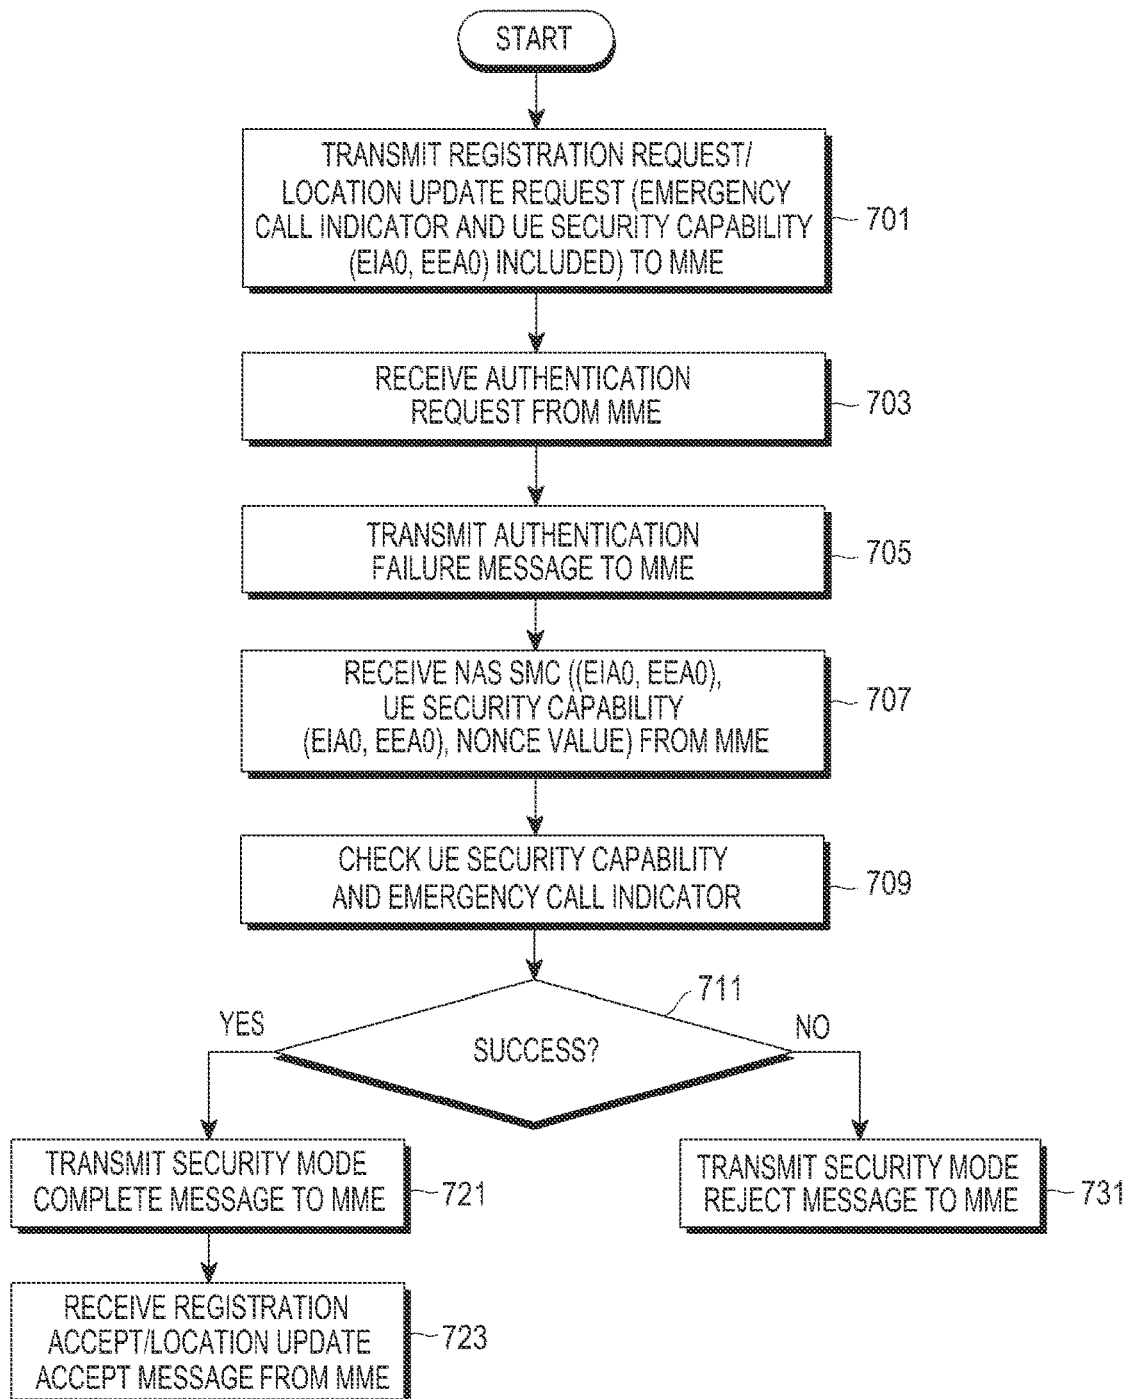 START
TRANSMIT REGISTRATION REQUEST/
LOCATION UPDATE REQUEST (EMERGENCY
CALL INDICATOR AND UE SECURITY CAPABILITY
(EIA0, EEA0) INCLUDED) TO MME
701
RECEIVE AUTHENTICATION
REQUEST FROM MME
703
TRANSMIT AUTHENTICATION
FAILURE MESSAGE TO MME
705
RECEIVE NAS SMC ((EIA0, EEA0),
UE SECURITY CAPABILITY
(EIA0, EEA0), NONCE VALUE) FROM MME
707
CHECK UE SECURITY CAPABILITY
AND EMERGENCY CALL INDICATOR
709
711
YES
SUCCESS?
NO
TRANSMIT SECURITY MODE
COMPLETE MESSAGE TO MME
721
TRANSMIT SECURITY MODE
REJECT MESSAGE TO MME
731
RECEIVE REGISTRATION
ACCEPT/LOCATION UPDATE
ACCEPT MESSAGE FROM MME
723